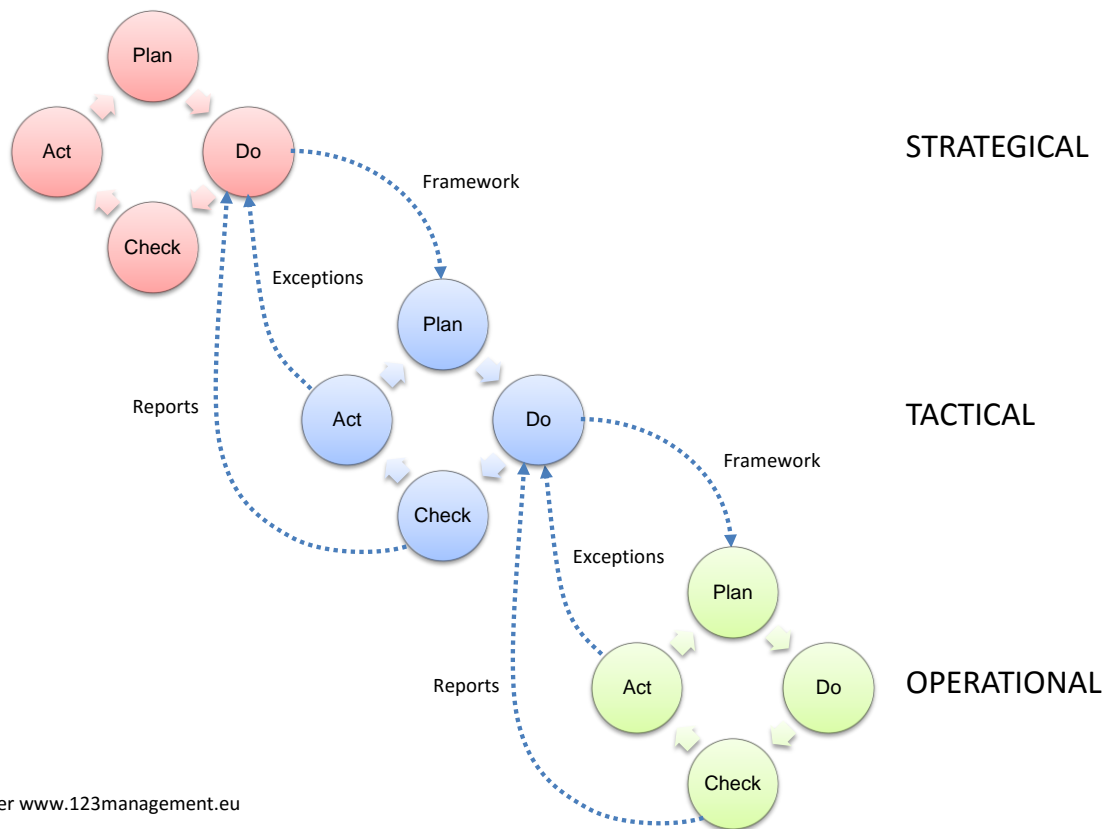 Plan
Act
Do
STRATEGICAL
Framework
Check
Exceptions
Plan
Reports
Act
Do
TACTICAL
Framework
Check
Exceptions
Plan
Reports
Act
Do
OPERATIONAL
Check
www.123management.eu